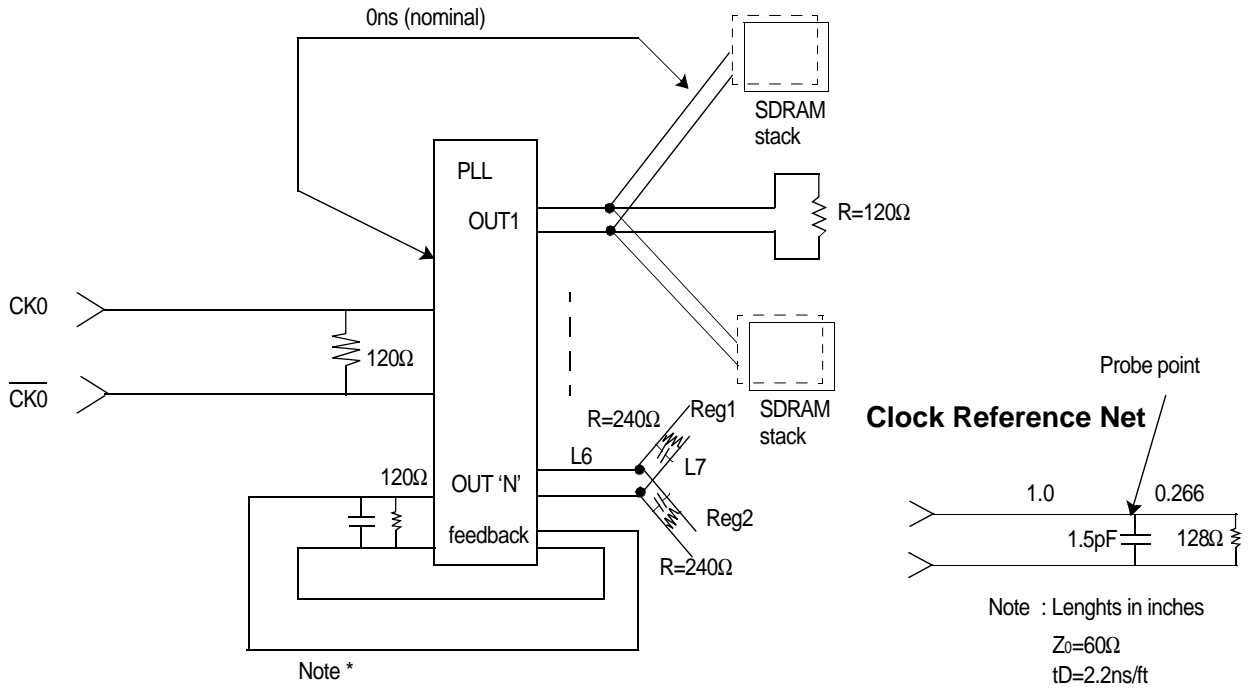 0ns (nominal)
SDRAM
stack
PLL
OUT1
R=120Ω
CK0
120Ω
CK0
SDRAM
stack
Probe point
Clock Reference Net
R=240Ω
Reg1
L6
L7
120Ω
OUT ‘N’
Reg2
feedback
R=240Ω
1.0
0.266
1.5pF
128Ω
Note : Lenghts in inches
Z0=60Ω
tD=2.2ns/ft
Note *